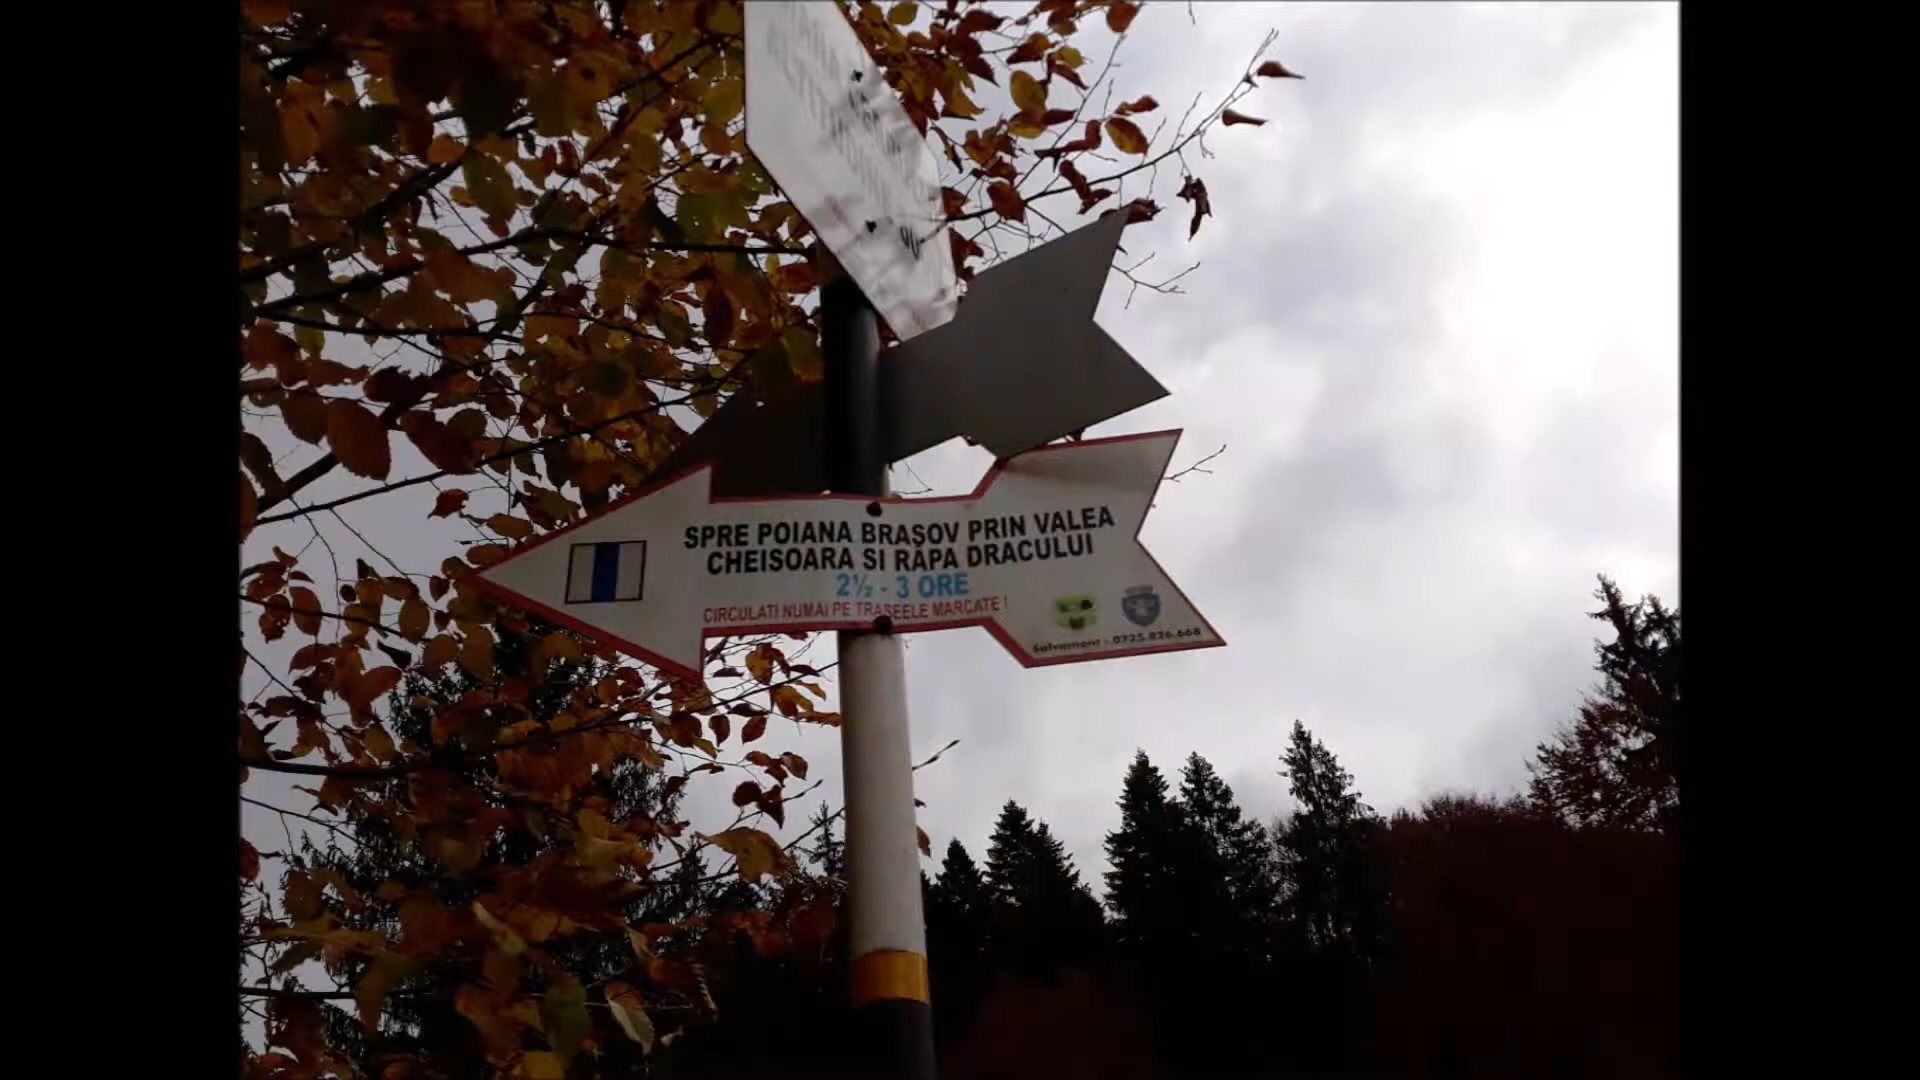 SPRE POIANA BRAȘOV PRIN VALEA
CHEISOARA SI RÂPA DRACULUI
2½ - 3 ORE
CIRCULATI NUMAI PE TRASEELE MARCATE !
Salvamont : 0725.826.668